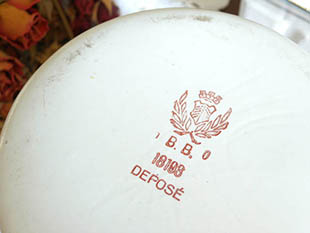 B. B. O
18198
DEPOSÉ